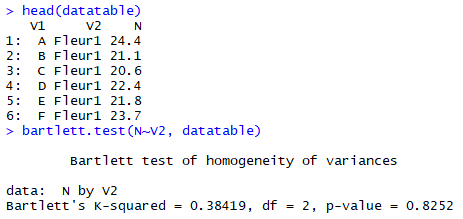 > head(datatable)
   V1     V2    N
1:  A Fleur1 24.4
2:  B Fleur1 21.1
3:  C Fleur1 20.6
4:  D Fleur1 22.4
5:  E Fleur1 21.8
6:  F Fleur1 23.7
> bartlett.test(N~V2, datatable)
        Bartlett test of homogeneity of variances
data:  N by V2
Bartlett's K-squared = 0.38419, df = 2, p-value = 0.8252